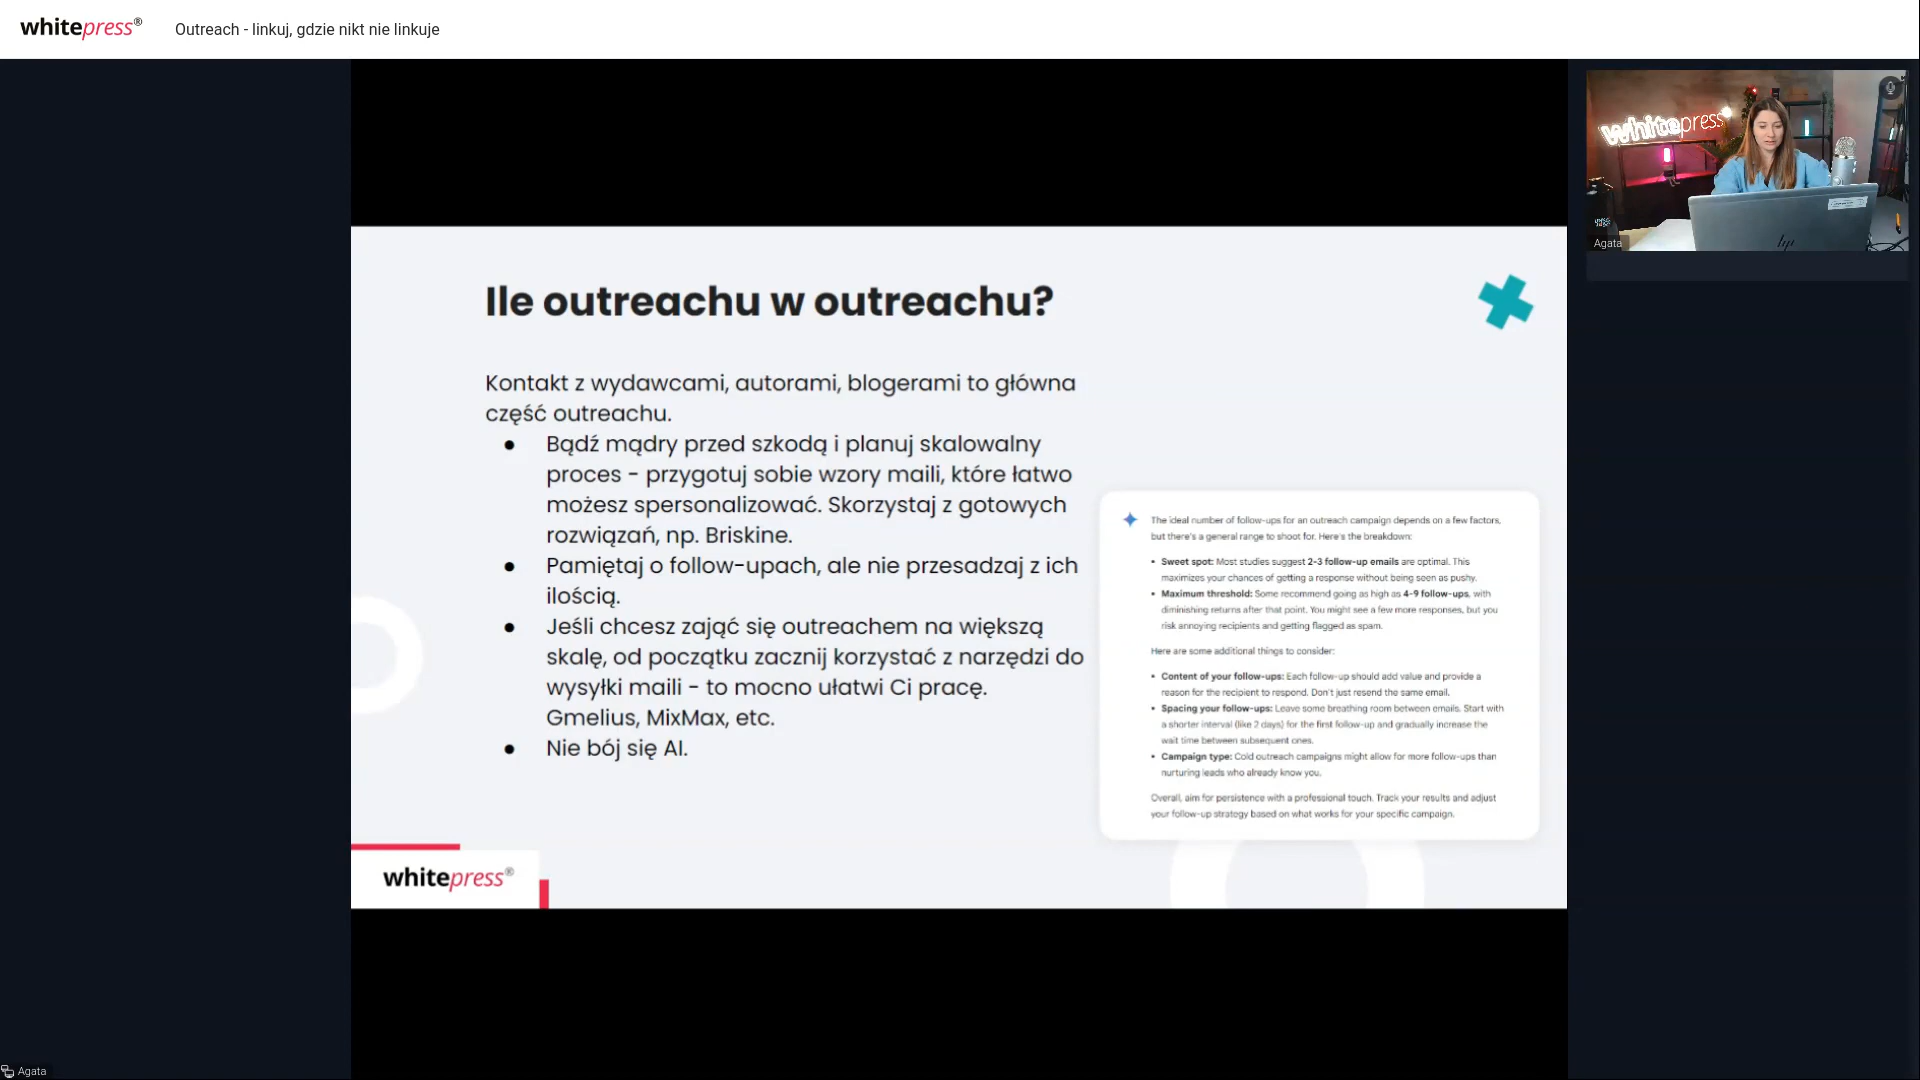 whitepress®
Outreach - linkuj, gdzie nikt nie linkuje
whitepress
Agata
hp
Ile outreachu w outreachu?
Kontakt z wydawcami, autorami, blogerami to główna
część outreachu.
● Bądź mądry przed szkodą i planuj skalowalny
proces - przygotuj sobie wzory maili, które łatwo
możesz spersonalizować. Skorzystaj z gotowych
rozwiązań, np. Briskine.
● Pamiętaj o follow-upach, ale nie przesadzaj z ich
ilością.
● Jeśli chcesz zająć się outreachem na większą
skalę, od początku zacznij korzystać z narzędzi do
wysyłki maili - to mocno ułatwi Ci pracę.
Gmelius, MixMax, etc.
● Nie bój się AI.
The ideal number of follow-ups for an outreach campaign depends on a few factors,
but there's a general range to shoot for. Here's the breakdown:
• Sweet spot: Most studies suggest 2-3 follow-up emails are optimal. This
maximizes your chances of getting a response without being seen as pushy.
• Maximum threshold: Some recommend going as high as 4-9 follow-ups, with
diminishing returns after that point. You might see a few more responses, but you
risk annoying recipients and getting flagged as spam.
Here are some additional things to consider:
• Content of your follow-ups: Each follow-up should add value and provide a
reason for the recipient to respond. Don't just resend the same email.
• Spacing your follow-ups: Leave some breathing room between emails. Start with
a shorter interval (like 2 days) for the first follow-up and gradually increase the
wait time between subsequent ones.
• Campaign type: Cold outreach campaigns might allow for more follow-ups than
nurturing leads who already know you.
Overall, aim for persistence with a professional touch. Track your results and adjust
your follow-up strategy based on what works for your specific campaign.
whitepress®
Agata